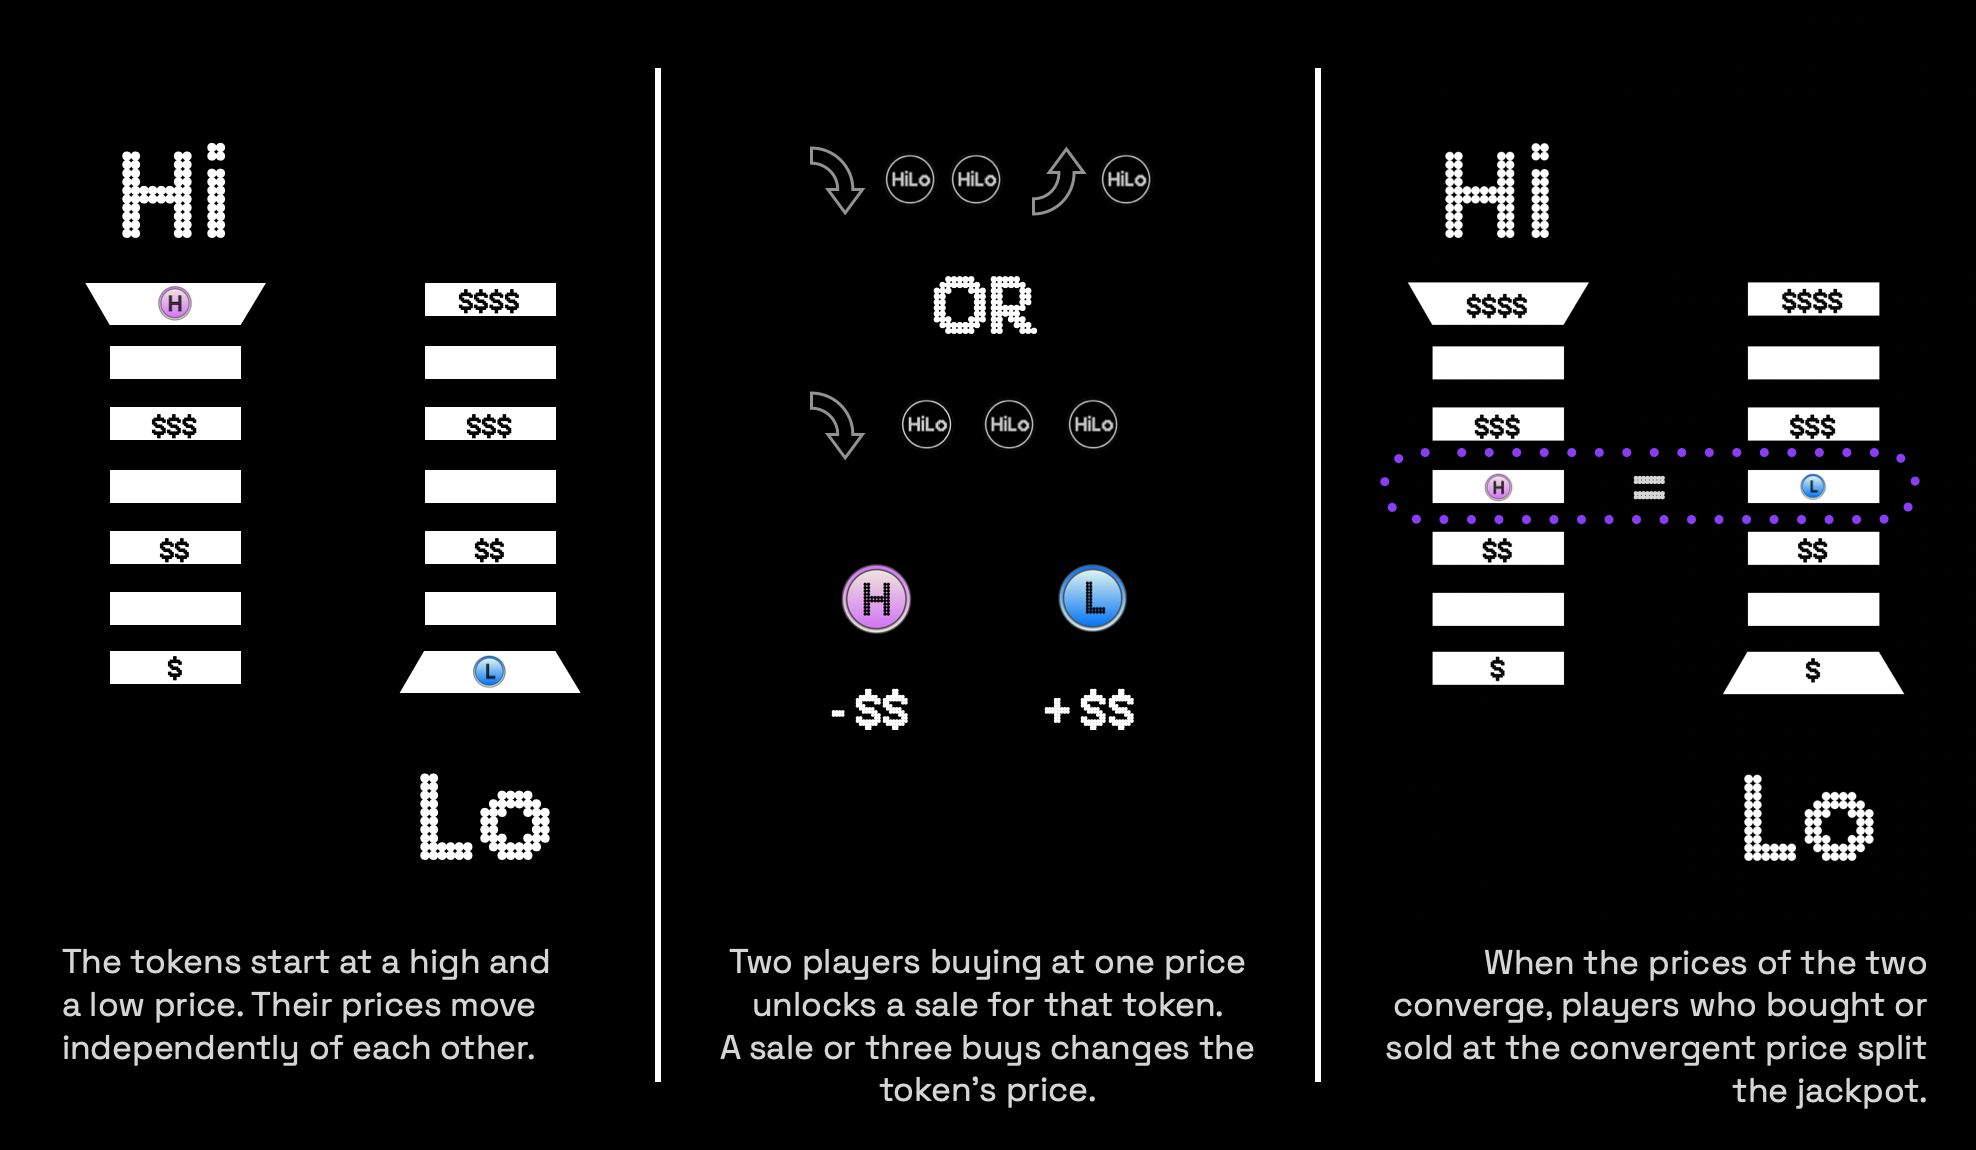 Hi
H
$$$$
$$$
$$$
$$
$$
$
L
Lo
The tokens start at a high and
a low price. Their prices move
independently of each other.
HiLo HiLo HiLo
OR
HiLo HiLo HiLo
H L
-$$ +$$
Two players buying at one price
unlocks a sale for that token.
A sale or three buys changes the
token's price.
Hi
$$$$ $$$$
$$$ $$$
H = L
$$ $$
$ $
Lo
When the prices of the two
converge, players who bought or
sold at the convergent price split
the jackpot.